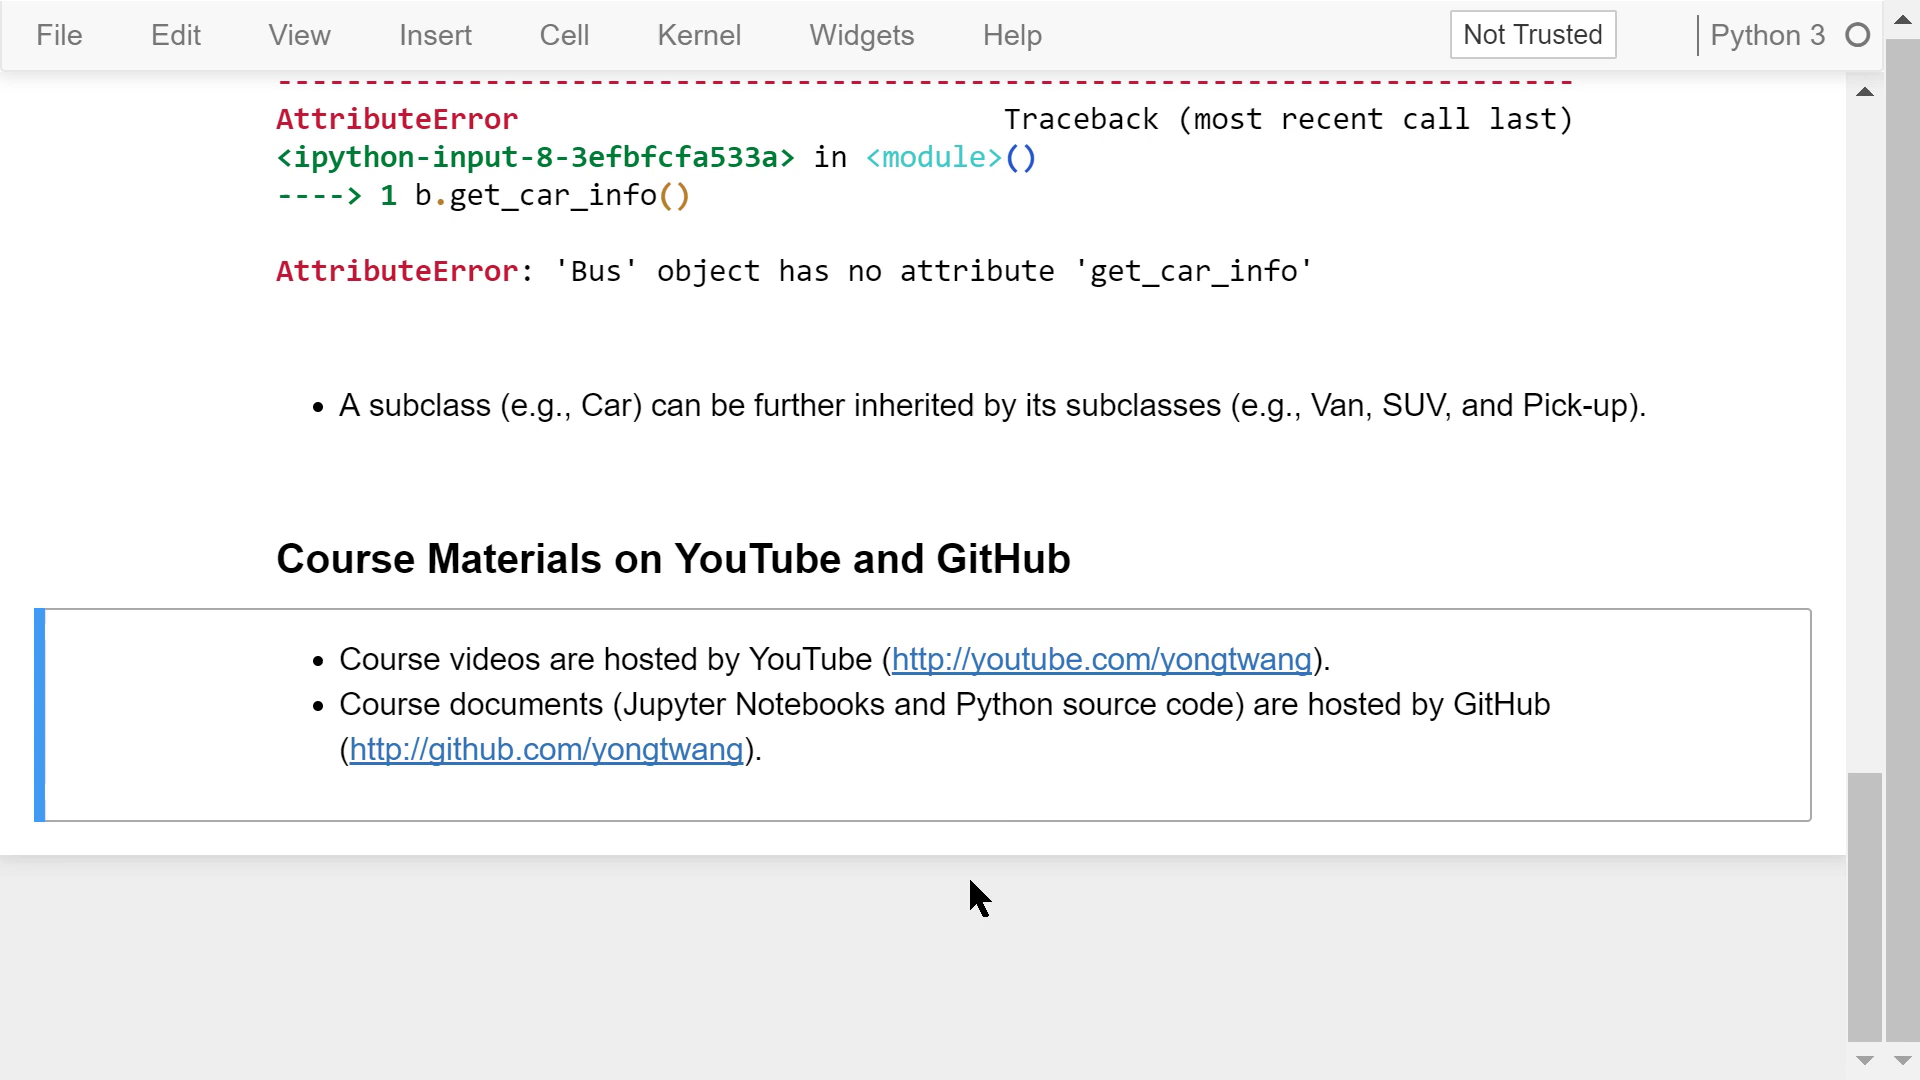 File Edit View Insert Cell Kernel Widgets Help Not Trusted Python 3
---------------------------------------------------------------------------
AttributeError Traceback (most recent call last)
<ipython-input-8-3efbfcfa533a> in <module>()
----> 1 b.get_car_info()
AttributeError: 'Bus' object has no attribute 'get_car_info'
• A subclass (e.g., Car) can be further inherited by its subclasses (e.g., Van, SUV, and Pick-up).
Course Materials on YouTube and GitHub
• Course videos are hosted by YouTube (http://youtube.com/yongtwang).
• Course documents (Jupyter Notebooks and Python source code) are hosted by GitHub
(http://github.com/yongtwang).